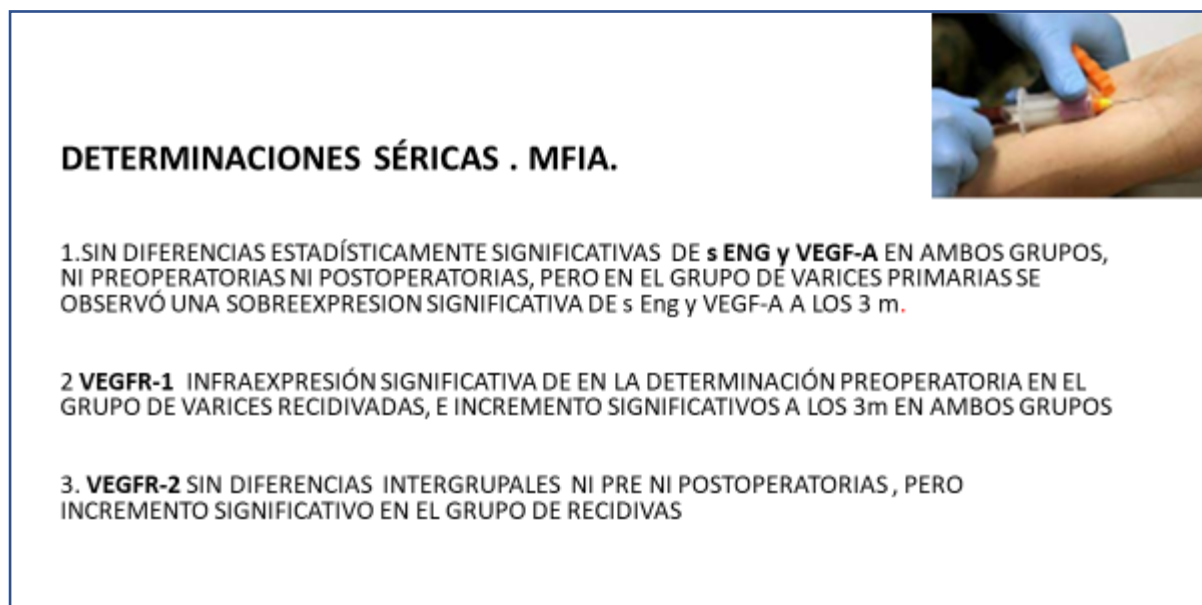 DETERMINACIONES SÉRICAS . MFIA.
1.SIN DIFERENCIAS ESTADÍSTICAMENTE SIGNIFICATIVAS DE s ENG y VEGF-A EN AMBOS GRUPOS,
NI PREOPERATORIAS NI POSTOPERATORIAS, PERO EN EL GRUPO DE VARICES PRIMARIAS SE
OBSERVÓ UNA SOBREEXPRESION SIGNIFICATIVA DE s Eng y VEGF-A A LOS 3 m.
2 VEGFR-1 INFRAEXPRESIÓN SIGNIFICATIVA DE EN LA DETERMINACIÓN PREOPERATORIA EN EL
GRUPO DE VARICES RECIDIVADAS, E INCREMENTO SIGNIFICATIVOS A LOS 3m EN AMBOS GRUPOS
3. VEGFR-2 SIN DIFERENCIAS INTERGRUPALES NI PRE NI POSTOPERATORIAS , PERO
INCREMENTO SIGNIFICATIVO EN EL GRUPO DE RECIDIVAS